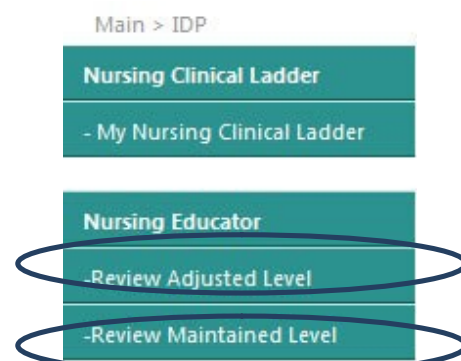 Main > IDP
Nursing Clinical Ladder
- My Nursing Clinical Ladder
Nursing Educator
-Review Adjusted Level
-Review Maintained Level